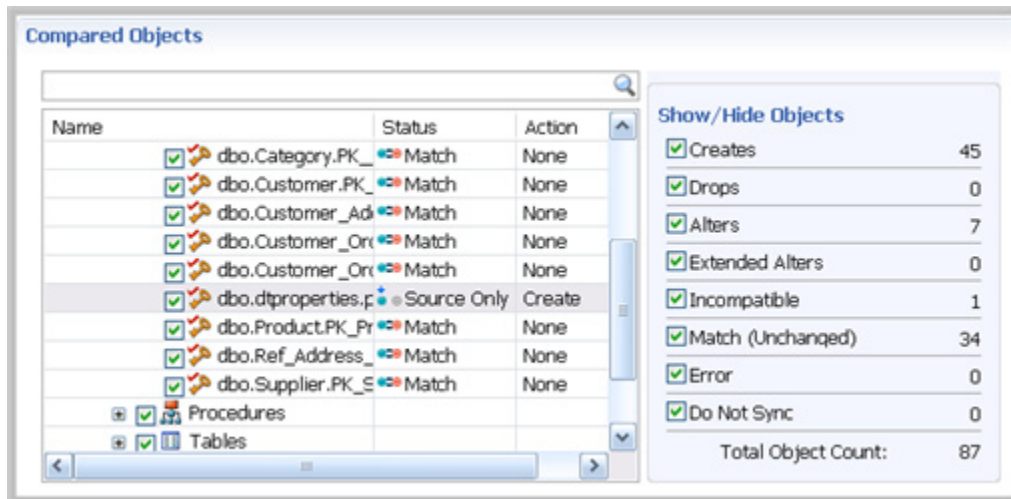 Compared Objects
Name Status Action
dbo.Category.PK_ Match None
dbo.Customer.PK_ Match None
dbo.Customer_Ad Match None
dbo.Customer_Or Match None
dbo.Customer_Or Match None
dbo.dtproperties.p Source Only Create
dbo.Product.PK_Pr Match None
dbo.Ref_Address_ Match None
dbo.Supplier.PK_S Match None
Procedures
Tables
Show/Hide Objects
Creates 45
Drops 0
Alters 7
Extended Alters 0
Incompatible 1
Match (Unchanged) 34
Error 0
Do Not Sync 0
Total Object Count: 87